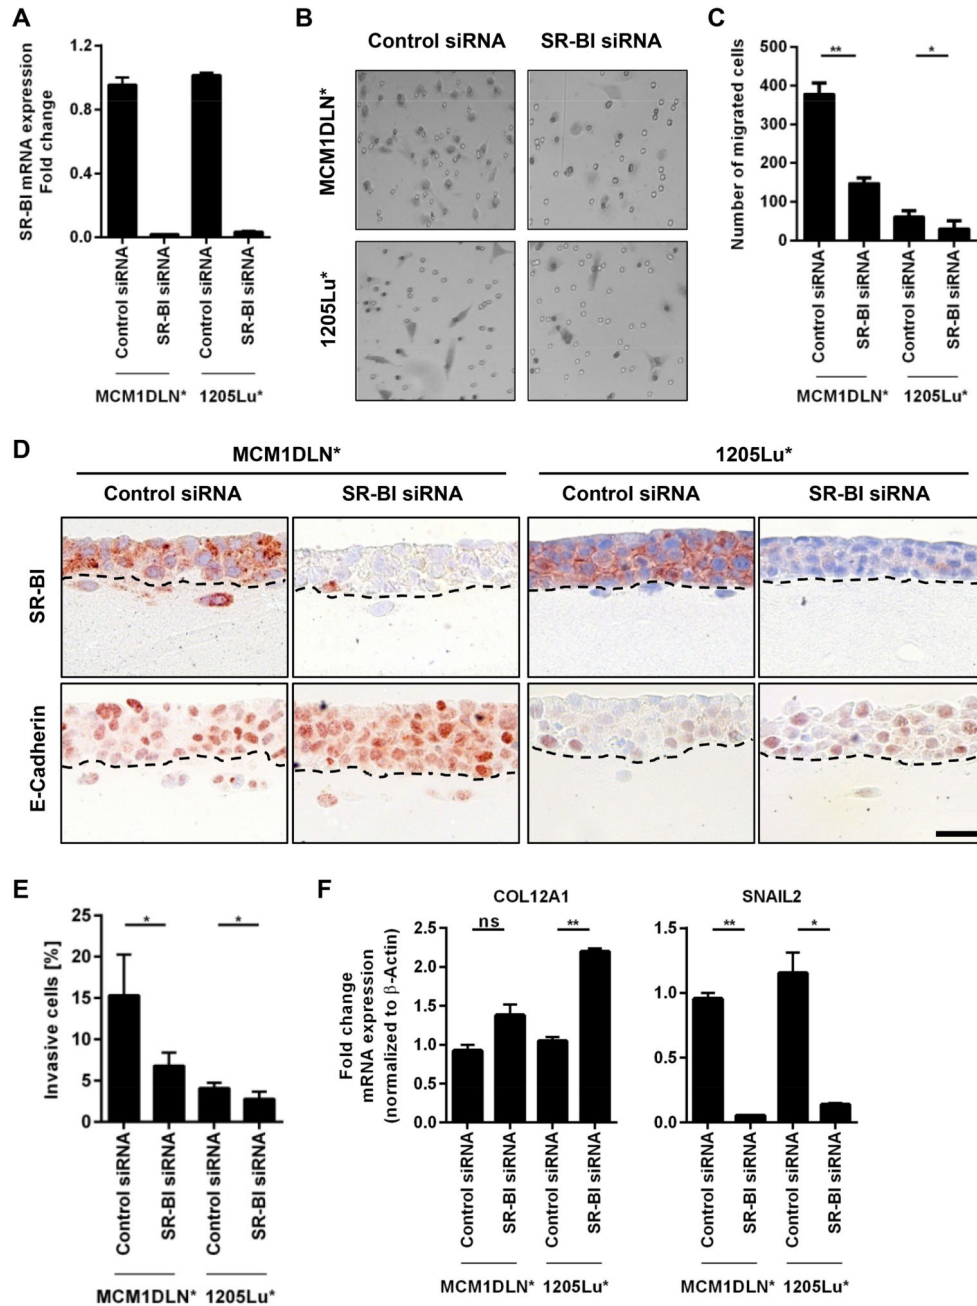 A
SR-BI mRNA expression
Fold change
1.2
0.8
0.4
0.0
Control siRNA
SR-BI siRNA
Control siRNA
SR-BI siRNA
MCM1DLN* 1205Lu*
B
Control siRNA SR-BI siRNA
MCM1DLN*
1205Lu*
C
Number of migrated cells
500
400
300
200
100
0
** *
Control siRNA
SR-BI siRNA
Control siRNA
SR-BI siRNA
MCM1DLN* 1205Lu*
D
MCM1DLN* 1205Lu*
Control siRNA SR-BI siRNA Control siRNA SR-BI siRNA
SR-BI
E-Cadherin
E
Invasive cells [%]
25
20
15
10
5
0
* *
Control siRNA
SR-BI siRNA
Control siRNA
SR-BI siRNA
MCM1DLN* 1205Lu*
F
COL12A1
Fold change
mRNA expression
(normalized to β-Actin)
2.5
2.0
1.5
1.0
0.5
0.0
ns **
Control siRNA
SR-BI siRNA
Control siRNA
SR-BI siRNA
MCM1DLN* 1205Lu*
SNAIL2
1.5
1.0
0.5
0.0
** *
Control siRNA
SR-BI siRNA
Control siRNA
SR-BI siRNA
MCM1DLN* 1205Lu*